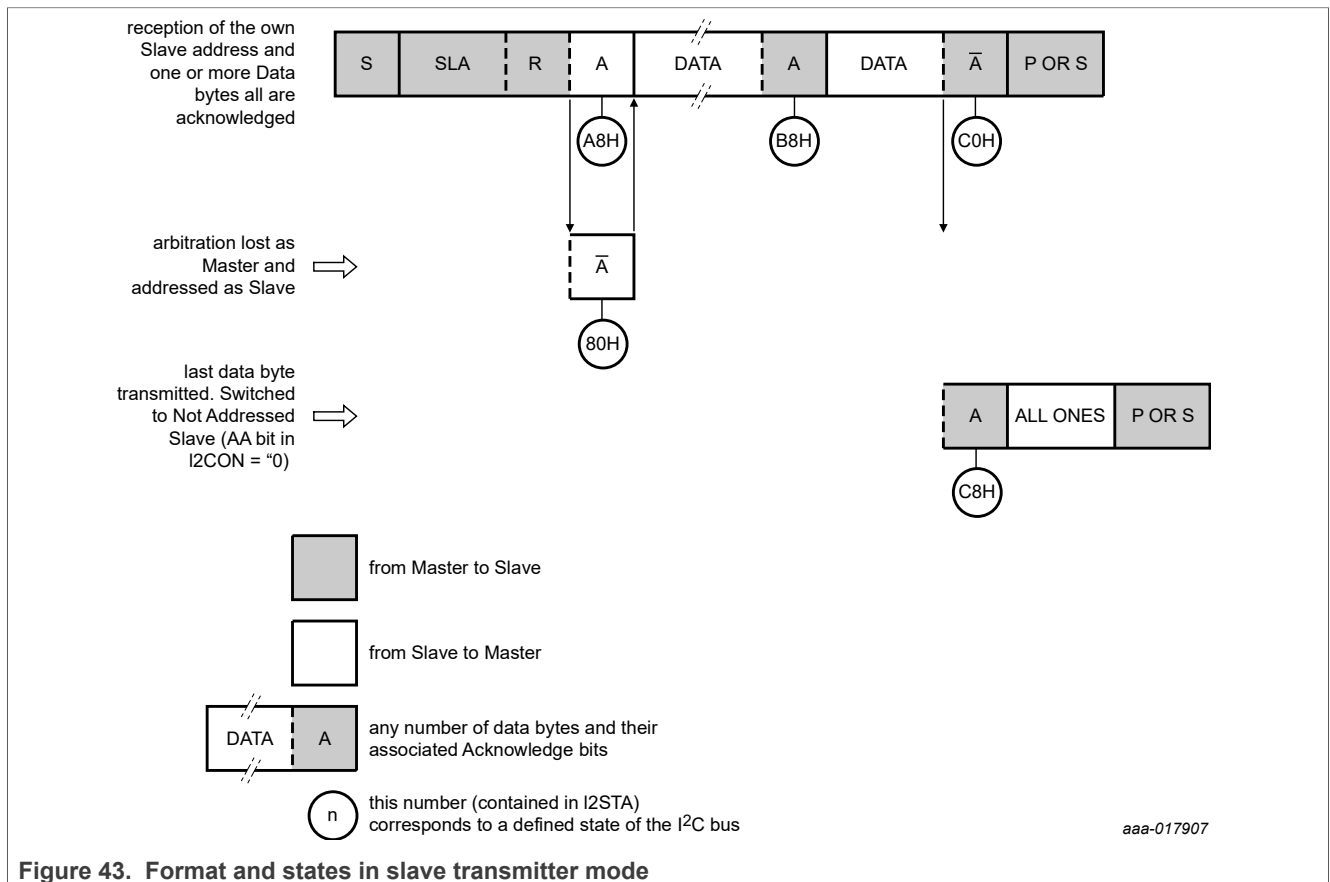 reception of the own
Slave address and
one or more Data
bytes all are
acknowledged
S SLA R A DATA A DATA A̅ P OR S
A8H B8H C0H
arbitration lost as
Master and
addressed as Slave
A̅
80H
last data byte
transmitted. Switched
to Not Addressed
Slave (AA bit in
I2CON = “0)
A ALL ONES P OR S
C8H
from Master to Slave
from Slave to Master
DATA A
any number of data bytes and their
associated Acknowledge bits
n
this number (contained in I2STA)
corresponds to a defined state of the I²C bus
aaa-017907
Figure 43. Format and states in slave transmitter mode